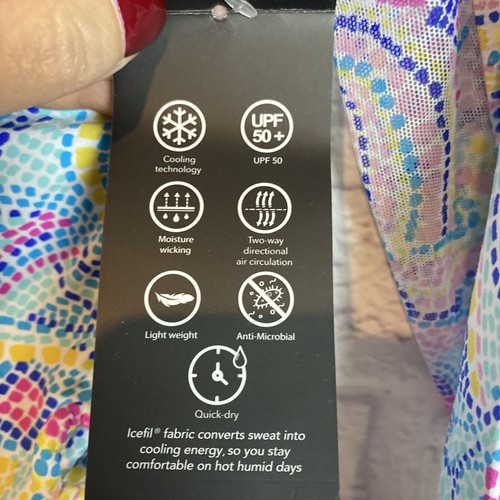 UPF
50+
Cooling
technology
UPF 50
Moisture
wicking
Two-way
directional
air circulation
Light weight
Anti-Microbial
Quick-dry
Icefil® fabric converts sweat into
cooling energy, so you stay
comfortable on hot humid days